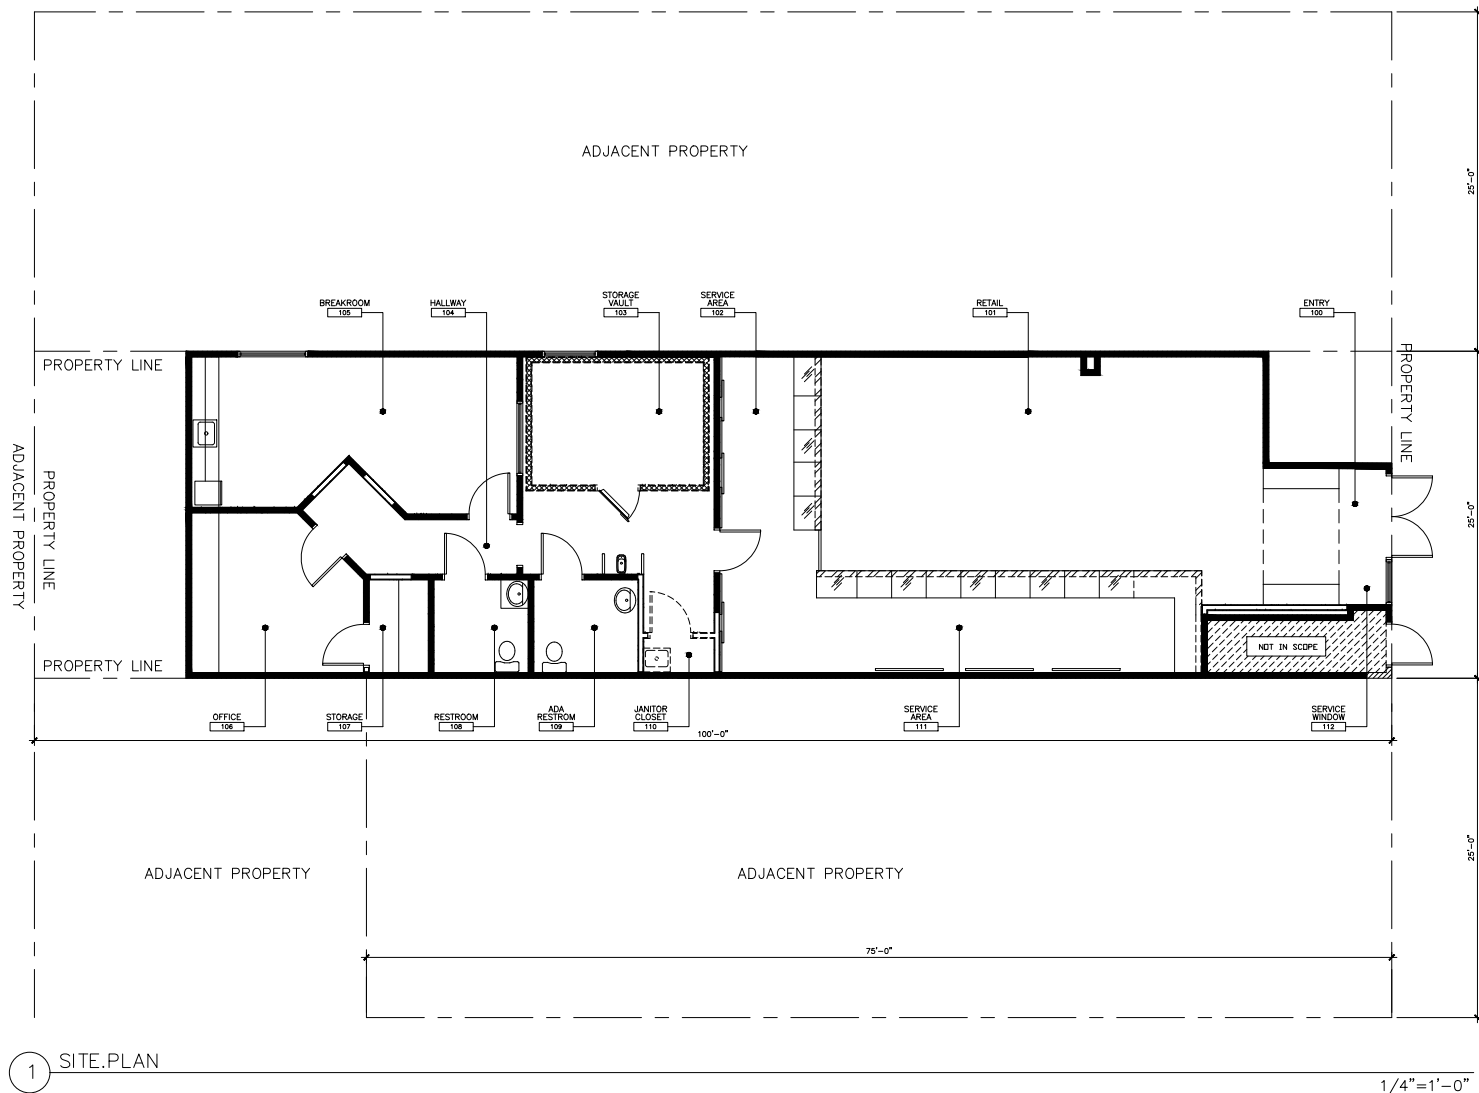 ADJACENT PROPERTY
25'-0"
BREAKROOM
105
HALLWAY
104
STORAGE
VAULT
103
SERVICE
AREA
102
RETAIL
101
ENTRY
100
PROPERTY LINE
PROPERTY LINE
ADJACENT PROPERTY
PROPERTY LINE
25'-0"
NOT IN SCOPE
PROPERTY LINE
OFFICE
106
STORAGE
107
RESTROOM
108
ADA
RESTROM
109
JANITOR
CLOSET
110
SERVICE
AREA
111
SERVICE
WINDOW
112
100'-0"
ADJACENT PROPERTY
ADJACENT PROPERTY
25'-0"
75'-0"
1 SITE.PLAN
1/4"=1'-0"